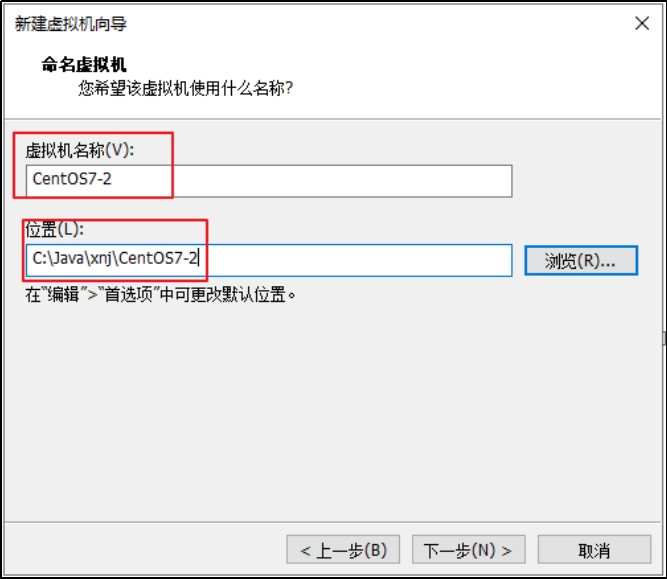 新建虚拟机向导
命名虚拟机
您希望该虚拟机使用什么名称?
虚拟机名称(V):
CentOS7-2
位置(L):
C:\Java\xnj\CentOS7-2
浏览(R)...
在"编辑">"首选项"中可更改默认位置。
< 上一步(B)
下一步(N) >
取消